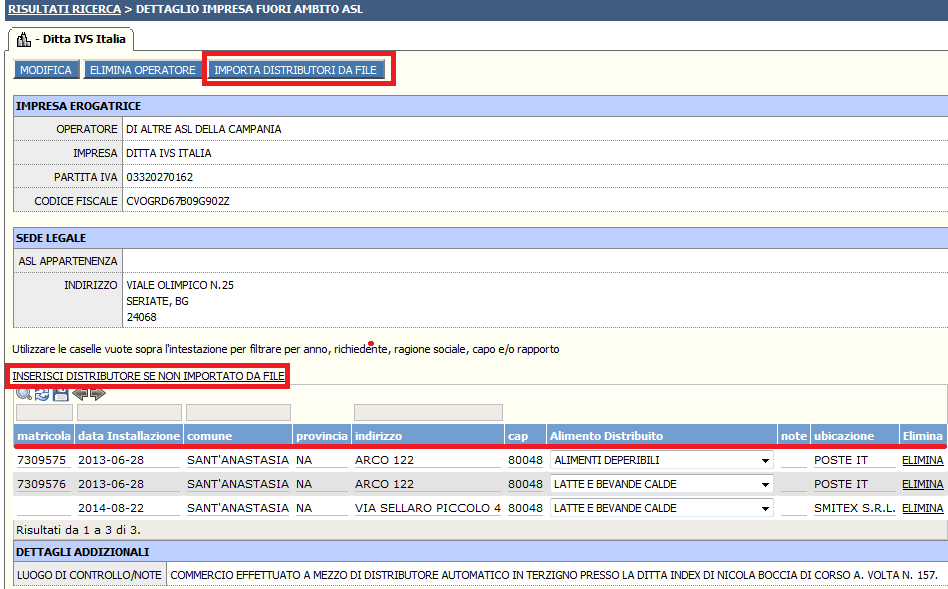 RISULTATI RICERCA > DETTAGLIO IMPRESA FUORI AMBITO ASL
- Ditta IVS Italia
MODIFICA ELIMINA OPERATORE IMPORTA DISTRIBUTORI DA FILE
IMPRESA EROGATRICE
OPERATORE DI ALTRE ASL DELLA CAMPANIA
IMPRESA DITTA IVS ITALIA
PARTITA IVA 03320270162
CODICE FISCALE CVOGRD67B09G902Z
SEDE LEGALE
ASL APPARTENENZA
INDIRIZZO VIALE OLIMPICO N.25
SERIATE, BG
24068
Utilizzare le caselle vuote sopra l'intestazione per filtrare per anno, richiedente, ragione sociale, capo e/o rapporto
INSERISCI DISTRIBUTORE SE NON IMPORTATO DA FILE
matricola data Installazione comune provincia indirizzo cap Alimento Distribuito note ubicazione Elimina
7309575 2013-06-28 SANT'ANASTASIA NA ARCO 122 80048 ALIMENTI DEPERIBILI POSTE IT ELIMINA
7309576 2013-06-28 SANT'ANASTASIA NA ARCO 122 80048 LATTE E BEVANDE CALDE POSTE IT ELIMINA
2014-08-22 SANT'ANASTASIA NA VIA SELLARO PICCOLO 4 80048 LATTE E BEVANDE CALDE SMITEX S.R.L. ELIMINA
Risultati da 1 a 3 di 3.
DETTAGLI ADDIZIONALI
LUOGO DI CONTROLLO/NOTE COMMERCIO EFFETTUATO A MEZZO DI DISTRIBUTORE AUTOMATICO IN TERZIGNO PRESSO LA DITTA INDEX DI NICOLA BOCCIA DI CORSO A. VOLTA N. 157.